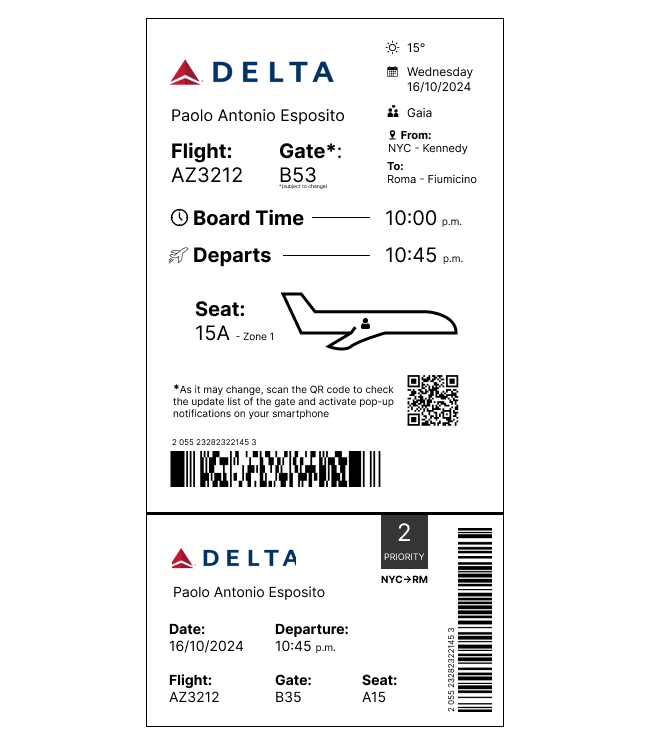 DELTA
15°
Wednesday
16/10/2024
Paolo Antonio Esposito
Gaia
From:
NYC - Kennedy
To:
Roma - Fiumicino
Flight:
AZ3212
Gate*:
B53
*(subject to change)
Board Time
10:00 p.m.
Departs
10:45 p.m.
Seat:
15A - Zone 1
*As it may change, scan the QR code to check
the update list of the gate and activate pop-up
notifications on your smartphone
2 055 23282322145 3
DELTA
2
PRIORITY
NYC→RM
Paolo Antonio Esposito
Date:
16/10/2024
Departure:
10:45 p.m.
Flight:
AZ3212
Gate:
B35
Seat:
A15
2 055 23282322145 3